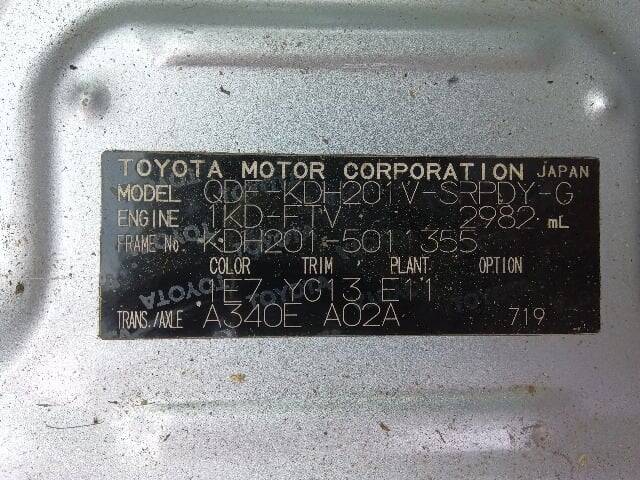 TOYOTA MOTOR CORPORATION JAPAN
MODEL QDF-KDH201V-SRPDY-G
ENGINE 1KD-FTV 2982 mL
FRAME No. KDH201-5011355
COLOR TRIM PLANT OPTION
1E7 YG13 E11
TRANS./AXLE A340E A02A 719